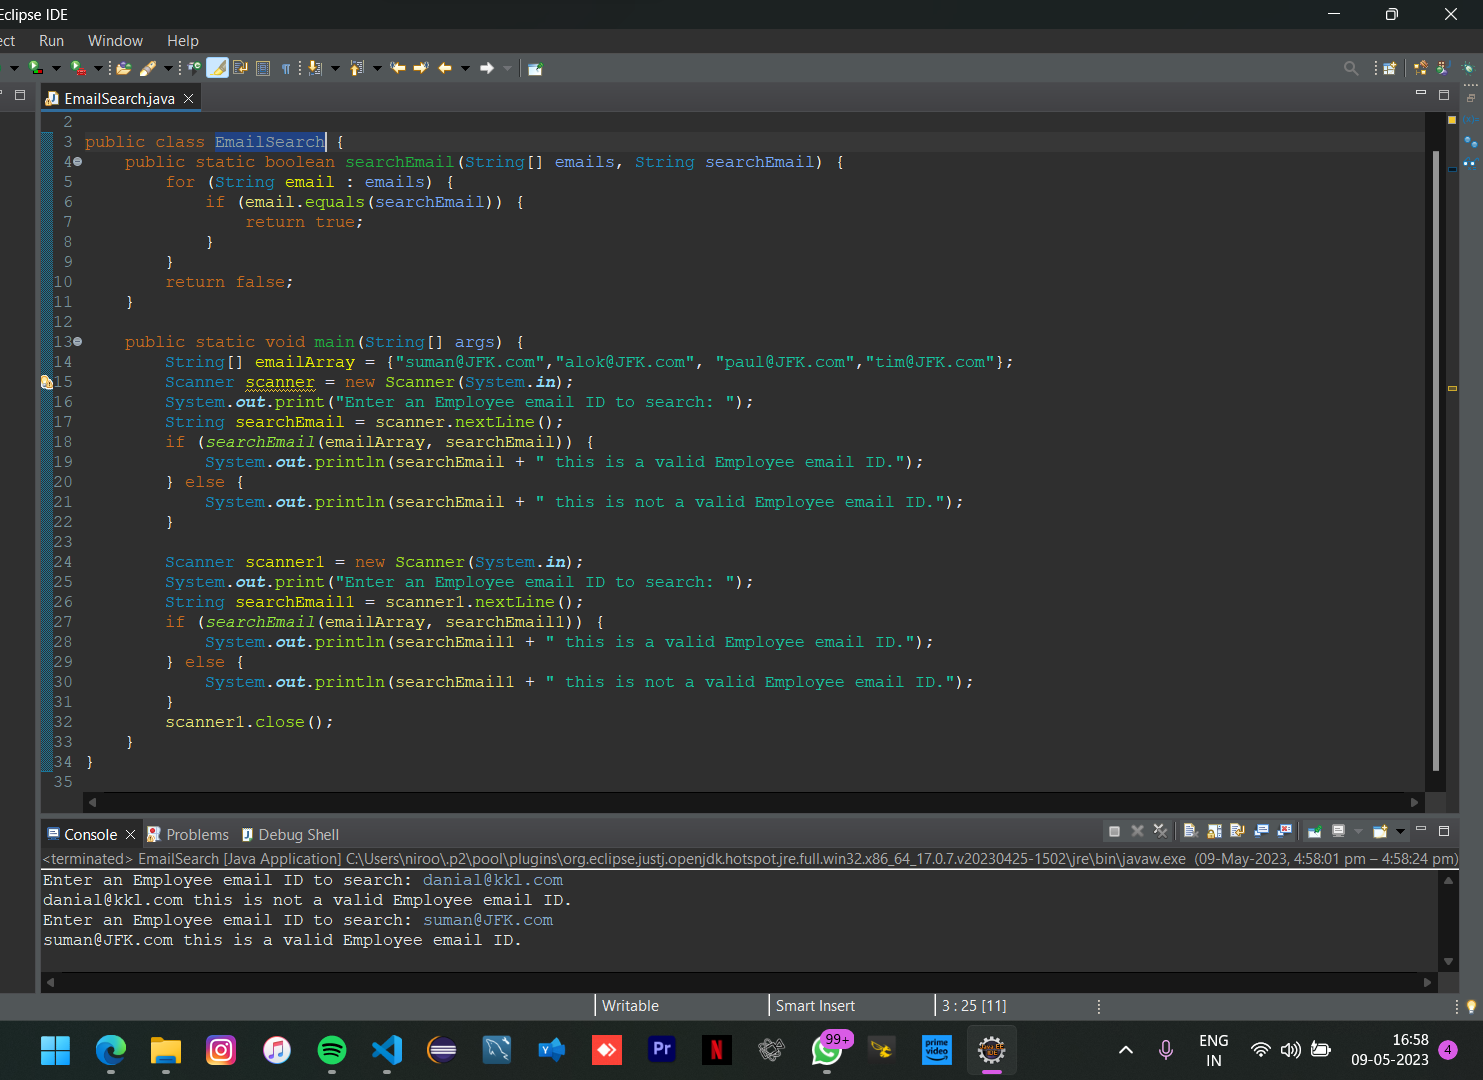 Eclipse IDE
ect Run Window Help
EmailSearch.java
2
3 public class EmailSearch {
4 public static boolean searchEmail(String[] emails, String searchEmail) {
5 for (String email : emails) {
6 if (email.equals(searchEmail)) {
7 return true;
8 }
9 }
10 return false;
11 }
12
13 public static void main(String[] args) {
14 String[] emailArray = {"suman@JFK.com","alok@JFK.com", "paul@JFK.com","tim@JFK.com"};
15 Scanner scanner = new Scanner(System.in);
16 System.out.print("Enter an Employee email ID to search: ");
17 String searchEmail = scanner.nextLine();
18 if (searchEmail(emailArray, searchEmail)) {
19 System.out.println(searchEmail + " this is a valid Employee email ID.");
20 } else {
21 System.out.println(searchEmail + " this is not a valid Employee email ID.");
22 }
23
24 Scanner scanner1 = new Scanner(System.in);
25 System.out.print("Enter an Employee email ID to search: ");
26 String searchEmail1 = scanner1.nextLine();
27 if (searchEmail(emailArray, searchEmail1)) {
28 System.out.println(searchEmail1 + " this is a valid Employee email ID.");
29 } else {
30 System.out.println(searchEmail1 + " this is not a valid Employee email ID.");
31 }
32 scanner1.close();
33 }
34 }
35
Console Problems Debug Shell
<terminated> EmailSearch [Java Application] C:\Users\niroo\.p2\pool\plugins\org.eclipse.justj.openjdk.hotspot.jre.full.win32.x86_64_17.0.7.v20230425-1502\jre\bin\javaw.exe (09-May-2023, 4:58:01 pm – 4:58:24 pm)
Enter an Employee email ID to search: danial@kkl.com
danial@kkl.com this is not a valid Employee email ID.
Enter an Employee email ID to search: suman@JFK.com
suman@JFK.com this is a valid Employee email ID.
Writable Smart Insert 3 : 25 [11]
Pr N 99+ prime video Java EE IDE ENG IN 16:58 09-05-2023 4